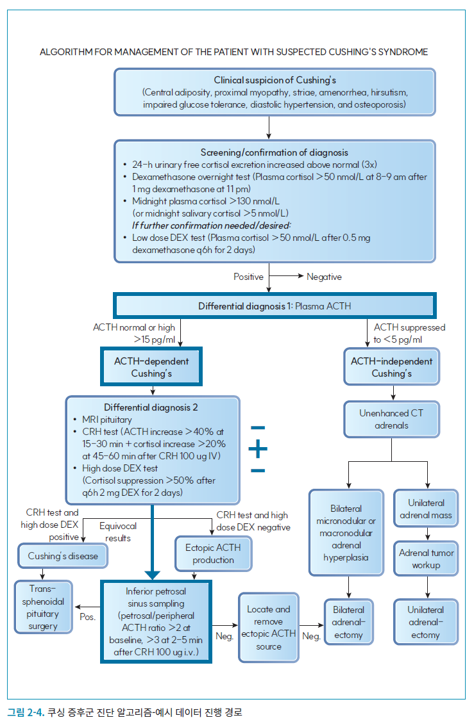 ALGORITHM FOR MANAGEMENT OF THE PATIENT WITH SUSPECTED CUSHING'S SYNDROME
Clinical suspicion of Cushing's
(Central adiposity, proximal myopathy, striae, amenorrhea, hirsutism,
impaired glucose tolerance, diastolic hypertension, and osteoporosis)
Screening/confirmation of diagnosis
• 24-h urinary free cortisol excretion increased above normal (3x)
• Dexamethasone overnight test (Plasma cortisol >50 nmol/L at 8-9 am after
1 mg dexamethasone at 11 pm)
• Midnight plasma cortisol >130 nmol/L
(or midnight salivary cortisol >5 nmol/L)
If further confirmation needed/desired:
• Low dose DEX test (Plasma cortisol >50 nmol/L after 0.5 mg
dexamethasone q6h for 2 days)
Positive
Negative
Differential diagnosis 1: Plasma ACTH
ACTH normal or high
>15 pg/ml
ACTH suppressed
to <5 pg/ml
ACTH-dependent
Cushing's
ACTH-independent
Cushing's
Differential diagnosis 2
• MRI pituitary
• CRH test (ACTH increase >40% at
15-30 min + cortisol increase >20%
at 45-60 min after CRH 100 ug IV)
• High dose DEX test
(Cortisol suppression >50% after
q6h 2 mg DEX for 2 days)
−
+
−
Unenhanced CT
adrenals
CRH test and
high dose DEX
positive
Equivocal
results
CRH test and high
dose DEX negative
Cushing's disease
Ectopic ACTH
production
Bilateral
micronodular or
macronodular
adrenal
hyperplasia
Unilateral
adrenal mass
Adrenal tumor
workup
Trans-
sphenoidal
pituitary
surgery
Pos.
Inferior petrosal
sinus sampling
(petrosal/peripheral
ACTH ratio >2 at
baseline, >3 at 2-5 min
after CRH 100 ug i.v.)
Neg.
Locate and
remove
ectopic ACTH
source
Neg.
Bilateral
adrenal-
ectomy
Unilateral
adrenal-
ectomy
그림 2-4. 쿠싱 증후군 진단 알고리즘-예시 데이터 진행 경로